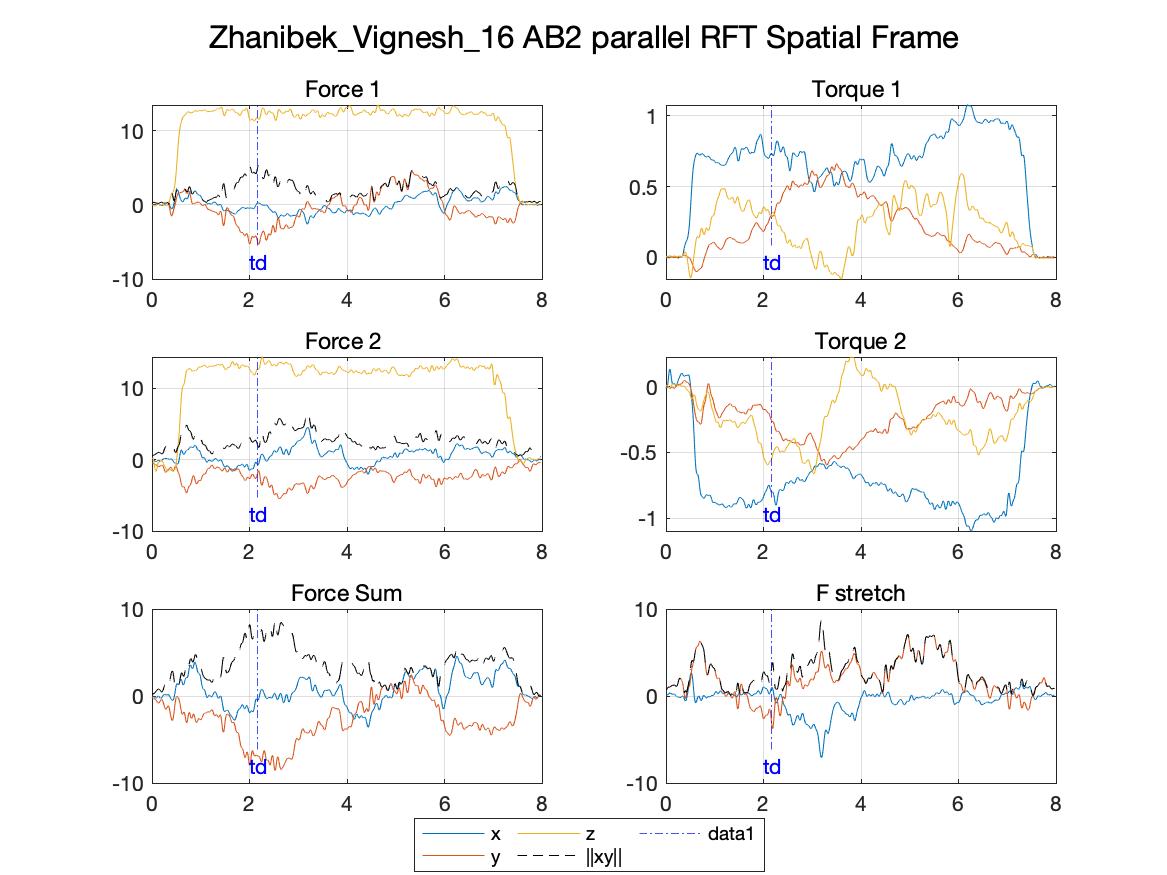 Zhanibek_Vignesh_16 AB2 parallel RFT Spatial Frame
Force 1
10
0
-10
td
0 2 4 6 8
Torque 1
1
0.5
0
td
0 2 4 6 8
Force 2
10
0
-10
td
0 2 4 6 8
Torque 2
0
-0.5
-1
td
0 2 4 6 8
Force Sum
10
0
-10
td
0 2 4 6 8
F stretch
10
0
-10
td
0 2 4 6 8
x z data1
y ||xy||